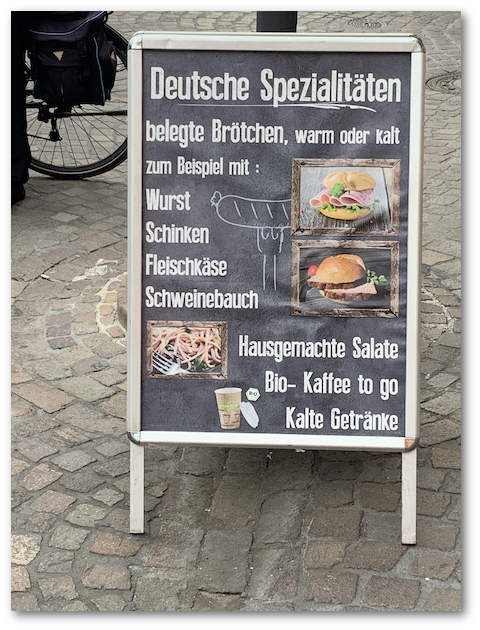 Deutsche Spezialitäten
belegte Brötchen, warm oder kalt
zum Beispiel mit :
Wurst
Schinken
Fleischkäse
Schweinebauch
Hausgemachte Salate
Bio- Kaffee to go
Kalte Getränke
BIO